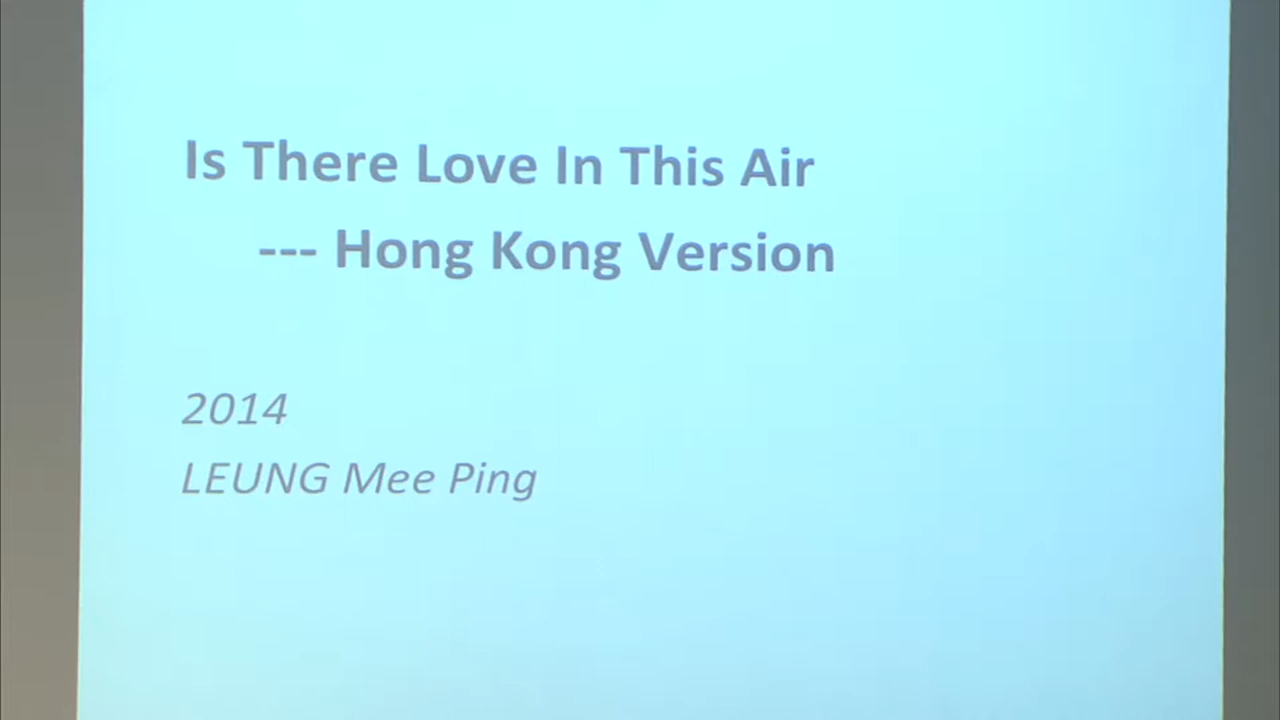 Is There Love In This Air
--- Hong Kong Version
2014
LEUNG Mee Ping